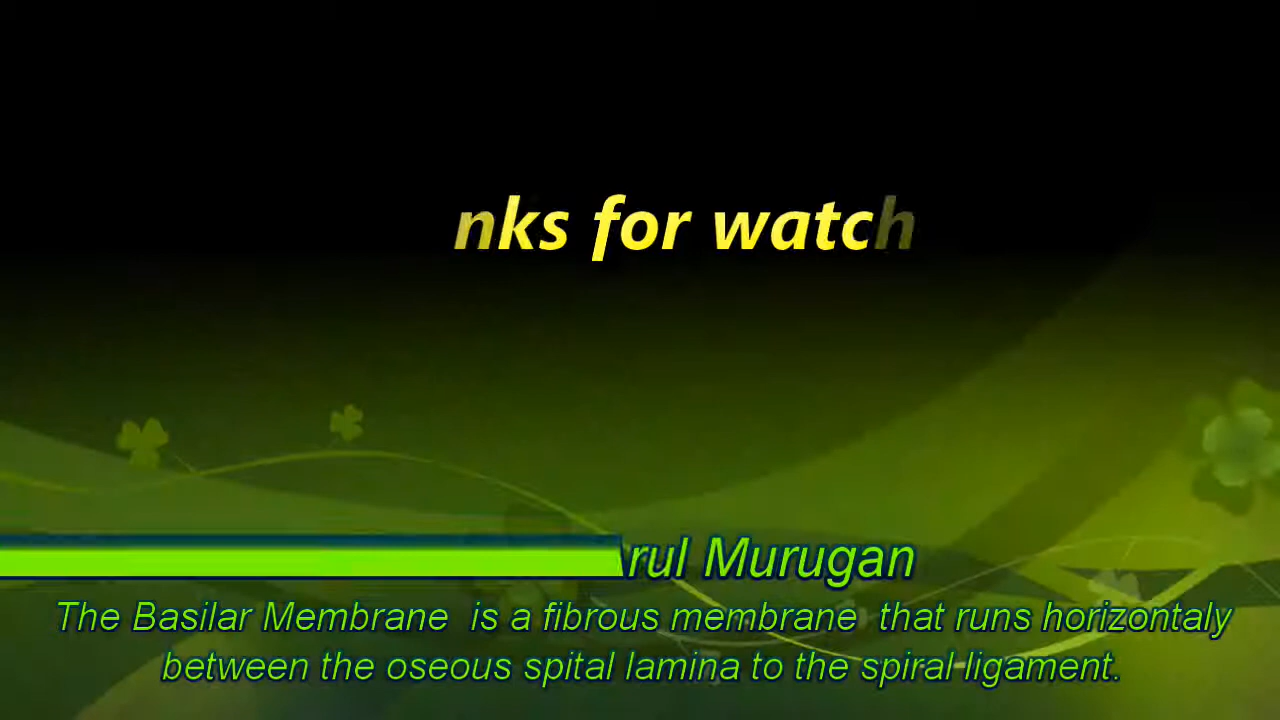 nks for watch
rul Murugan
The Basilar Membrane is a fibrous membrane that runs horizontaly
between the oseous spital lamina to the spiral ligament.